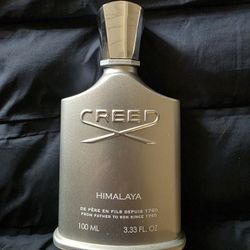 CREED
HIMALAYA
DE PÈRE EN FILS DEPUIS 1760
FROM FATHER TO SON SINCE 1760
100 ML 3.33 FL. OZ